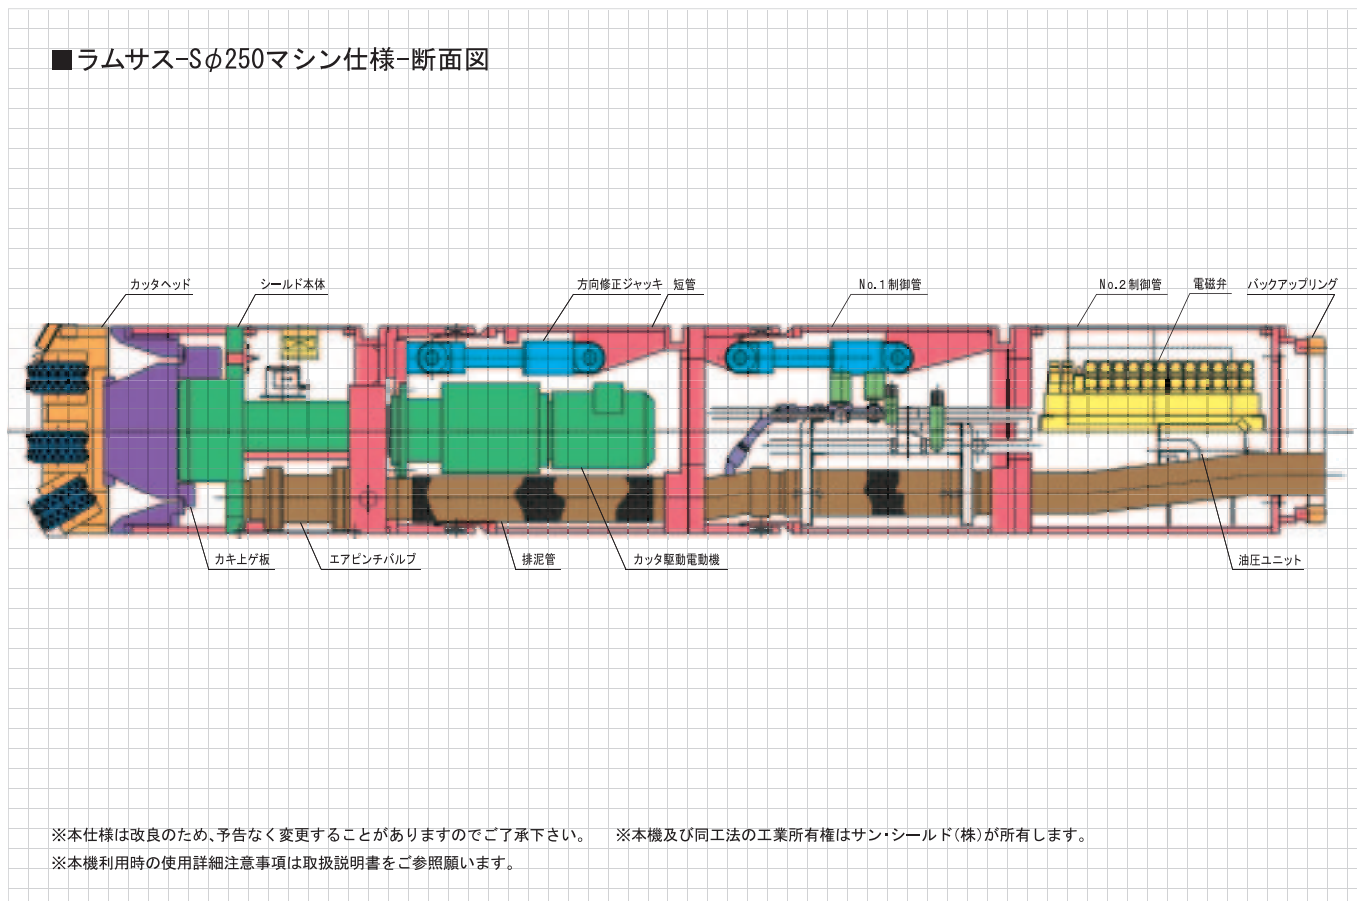 ■ラムサス-Sφ250マシン仕様-断面図
カッタヘッド
シールド本体
方向修正ジャッキ
短管
No.1制御管
No.2制御管
電磁弁
バックアップリング
カキ上ゲ板
エアピンチバルブ
排泥管
カッタ駆動電動機
油圧ユニット
※本仕様は改良のため、予告なく変更することがありますのでご了承下さい。 ※本機及び同工法の工業所有権はサン・シールド(株)が所有します。
※本機利用時の使用詳細注意事項は取扱説明書をご参照願います。